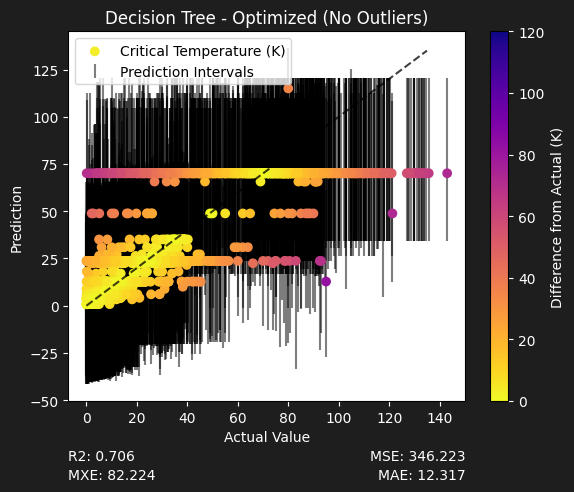 Decision Tree - Optimized (No Outliers)
Critical Temperature (K)
Prediction Intervals
125
100
75
50
25
0
−25
−50
Prediction
0
20
40
60
80
100
120
140
Actual Value
120
100
80
60
40
20
0
Difference from Actual (K)
R2: 0.706
MSE: 346.223
MXE: 82.224
MAE: 12.317